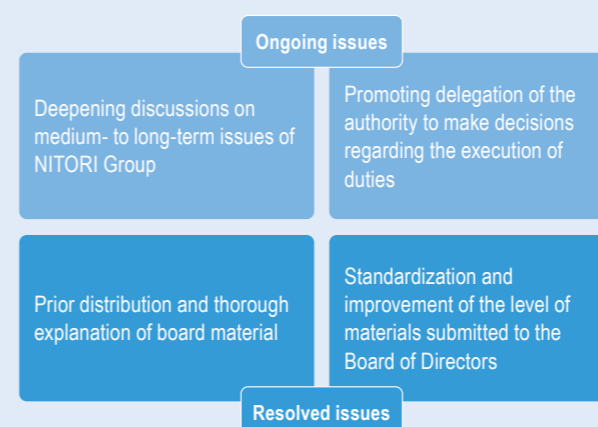 Ongoing issues
Deepening discussions on
medium- to long-term issues of
NITORI Group
Promoting delegation of the
authority to make decisions
regarding the execution of
duties
Prior distribution and thorough
explanation of board material
Standardization and
improvement of the level of
materials submitted to the
Board of Directors
Resolved issues